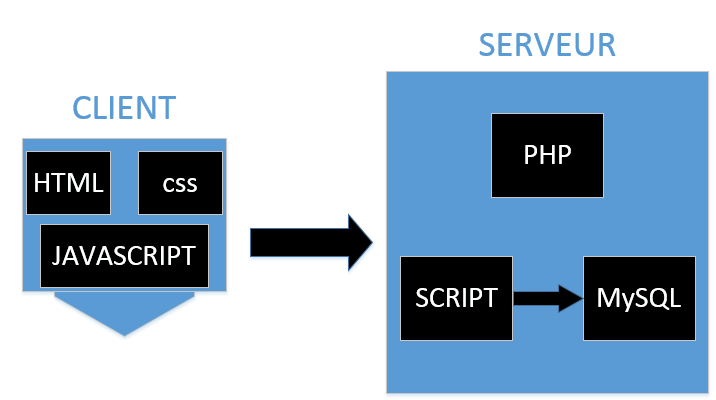 CLIENT
HTML
css
JAVASCRIPT
SERVEUR
PHP
SCRIPT
MySQL